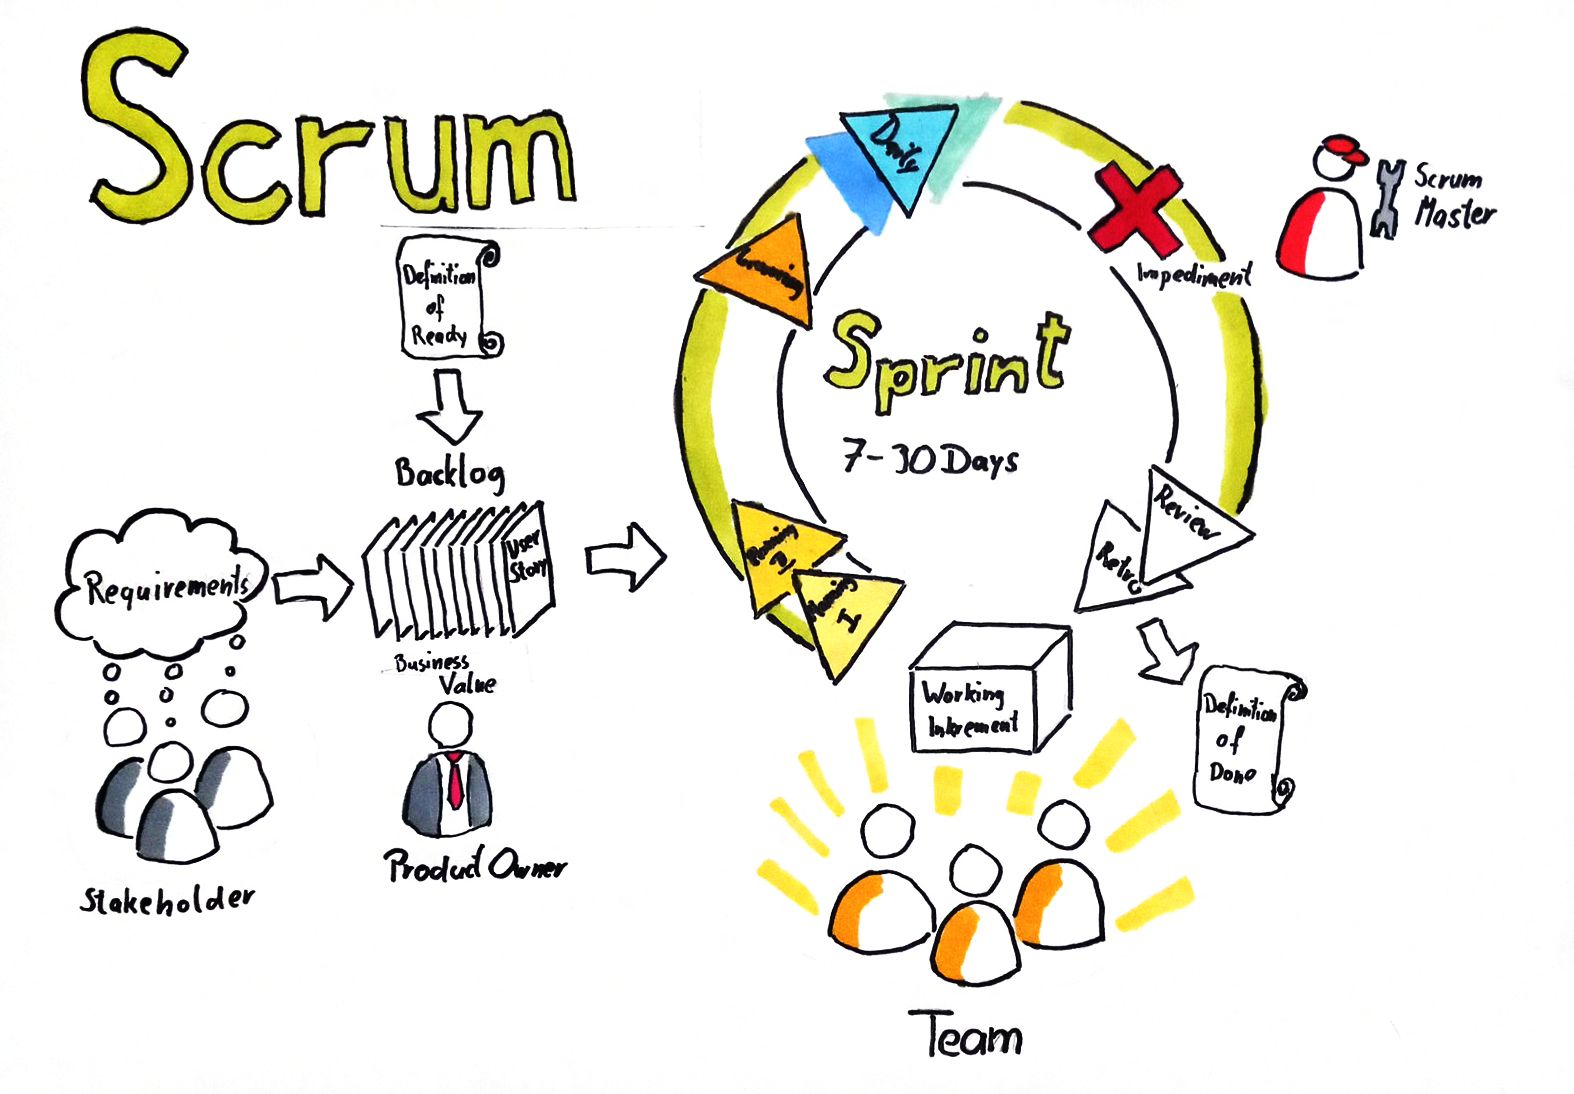 Scrum
Definition
of
Ready
Backlog
Requirements
User
Story
Business
Value
Stakeholder
Product Owner
Daily
Grooming
Planning
II
Planning
I
Sprint
7-30 Days
Impediment
Scrum
Master
Review
Retro
Working
Inkrement
Definition
of
Done
Team